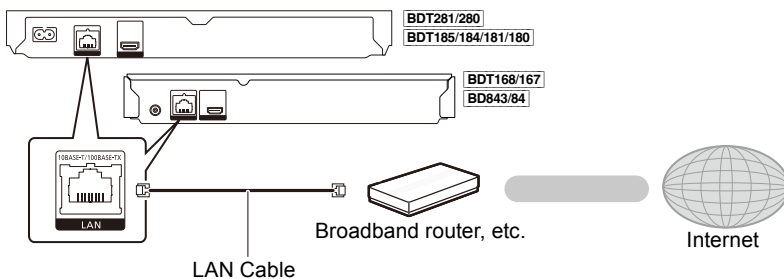 BDT281/280
BDT185/184/181/180
BDT168/167
BD843/84
10BASE-T/100BASE-TX
LAN
Broadband router, etc.
Internet
LAN Cable